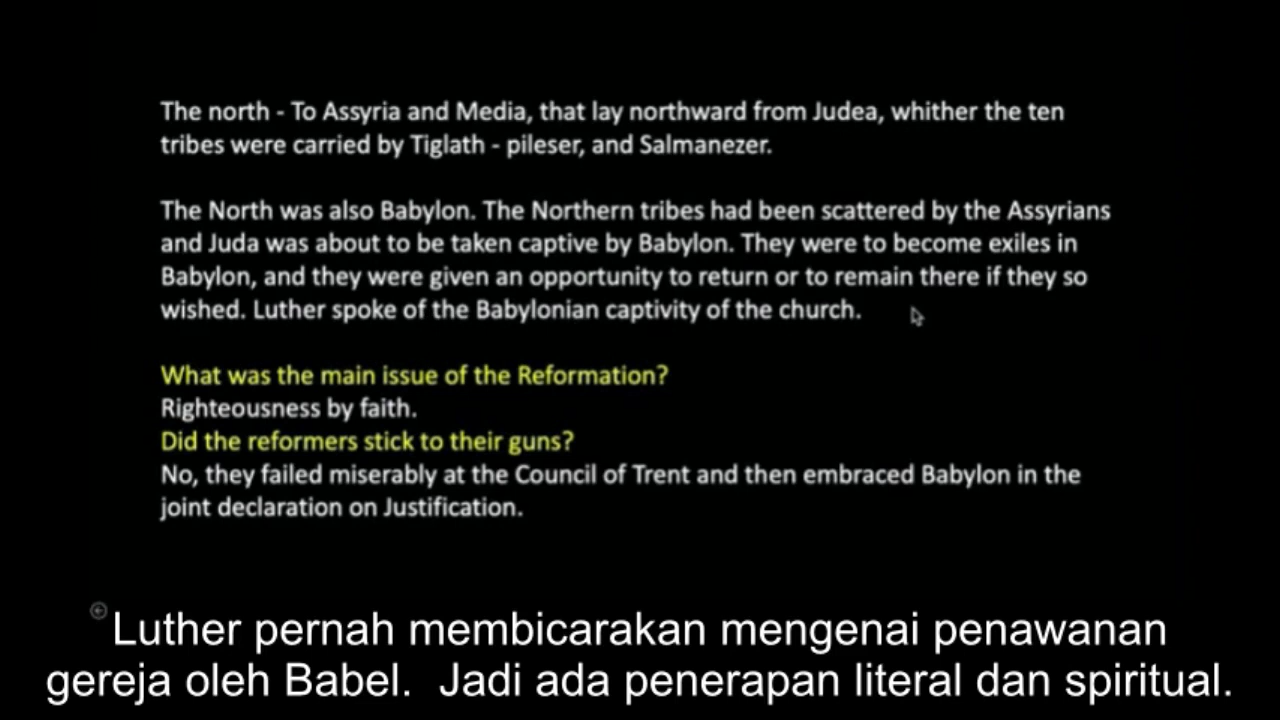 The north - To Assyria and Media, that lay northward from Judea, whither the ten
tribes were carried by Tiglath - pileser, and Salmanezer.
The North was also Babylon. The Northern tribes had been scattered by the Assyrians
and Juda was about to be taken captive by Babylon. They were to become exiles in
Babylon, and they were given an opportunity to return or to remain there if they so
wished. Luther spoke of the Babylonian captivity of the church.
What was the main issue of the Reformation?
Righteousness by faith.
Did the reformers stick to their guns?
No, they failed miserably at the Council of Trent and then embraced Babylon in the
joint declaration on Justification.
Luther pernah membicarakan mengenai penawanan
gereja oleh Babel.  Jadi ada penerapan literal dan spiritual.